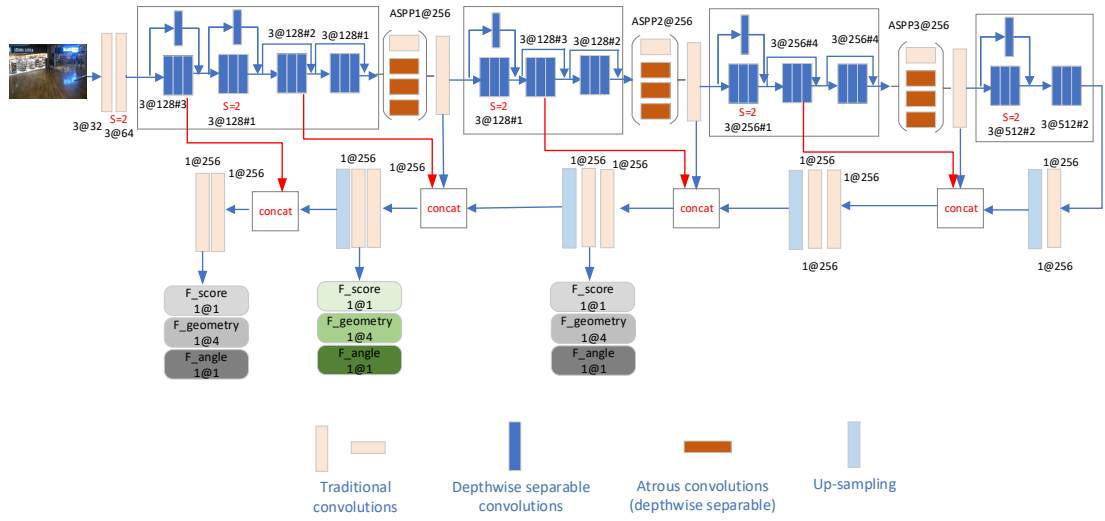 ASPP1@256
ASPP2@256
ASPP3@256
3@128#2
3@128#1
3@128#3
3@128#2
3@256#4
3@256#4
3@128#3
S=2
3@128#1
S=2
3@128#1
S=2
3@256#1
S=2
3@512#2
3@512#2
3@32
S=2
3@64
1@256
1@256
1@256
1@256
1@256
1@256
1@256
1@256
1@256
1@256
1@256
1@256
concat
concat
concat
concat
F_score
1@1
F_geometry
1@4
F_angle
1@1
F_score
1@1
F_geometry
1@4
F_angle
1@1
F_score
1@1
F_geometry
1@4
F_angle
1@1
Traditional
convolutions
Depthwise separable
convolutions
Atrous convolutions
(depthwise separable)
Up-sampling